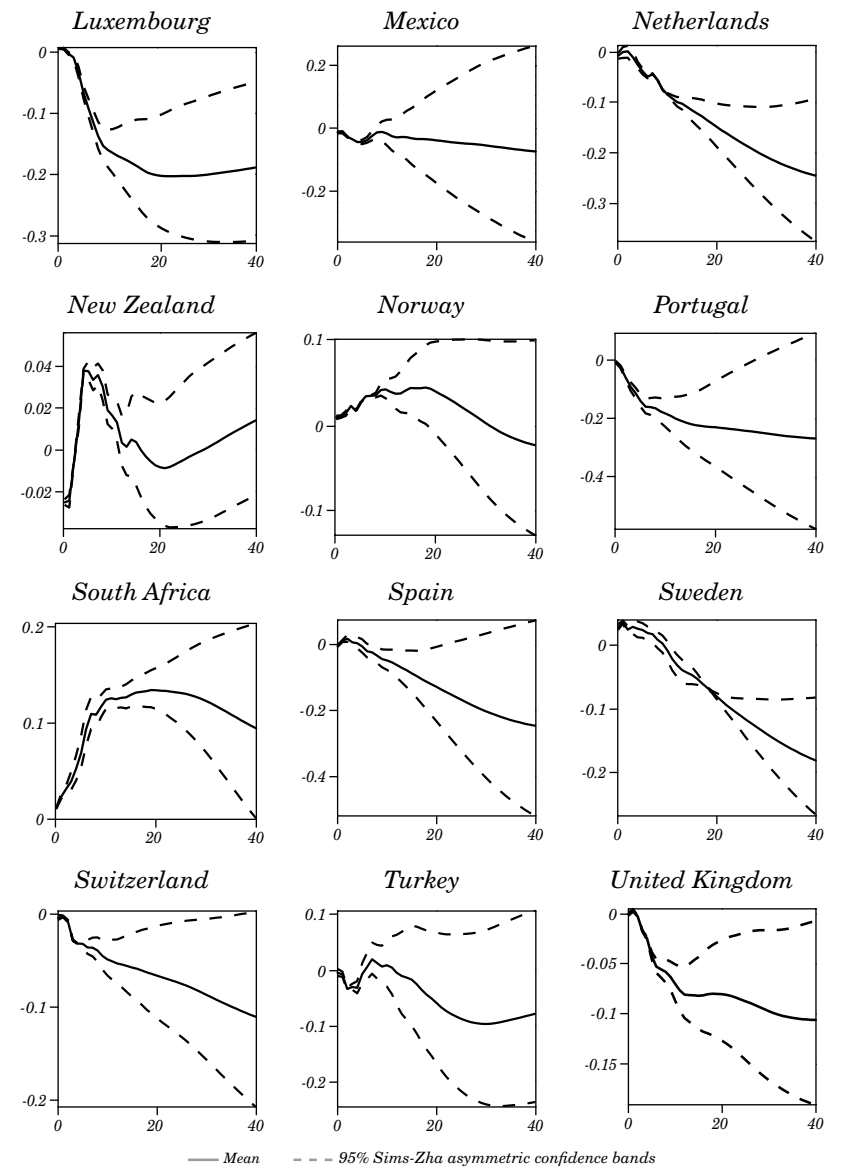 Luxembourg Mexico Netherlands
0 0.2 0
-0.1 0 -0.1
-0.2 -0.2 -0.2
-0.3 -0.3
0 20 40 0 20 40 0 20 40
New Zealand Norway Portugal
0.04 0.1 0
0.02 0 -0.2
0 -0.1 -0.4
-0.02
0 20 40 0 20 40 0 20 40
South Africa Spain Sweden
0.2 0 0
0.1 -0.2 -0.1
0 -0.4 -0.2
0 20 40 0 20 40 0 20 40
Switzerland Turkey United Kingdom
0 0.1 0
-0.1 0 -0.05
-0.2 -0.1 -0.1
-0.2 -0.15
0 20 40 0 20 40 0 20 40
Mean 95% Sims-Zha asymmetric confidence bands